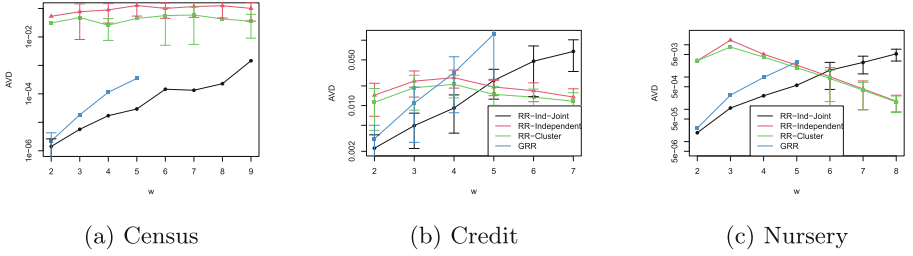 AVD
1e-02
1e-04
1e-06
2 3 4 5 6 7 8 9
w
(a) Census
AVD
0.050
0.010
0.002
2 3 4 5 6 7
w
RR-Ind-Joint
RR-Independent
RR-Cluster
GRR
(b) Credit
AVD
5e-03
5e-04
5e-05
5e-06
2 3 4 5 6 7 8
w
RR-Ind-Joint
RR-Independent
RR-Cluster
GRR
(c) Nursery